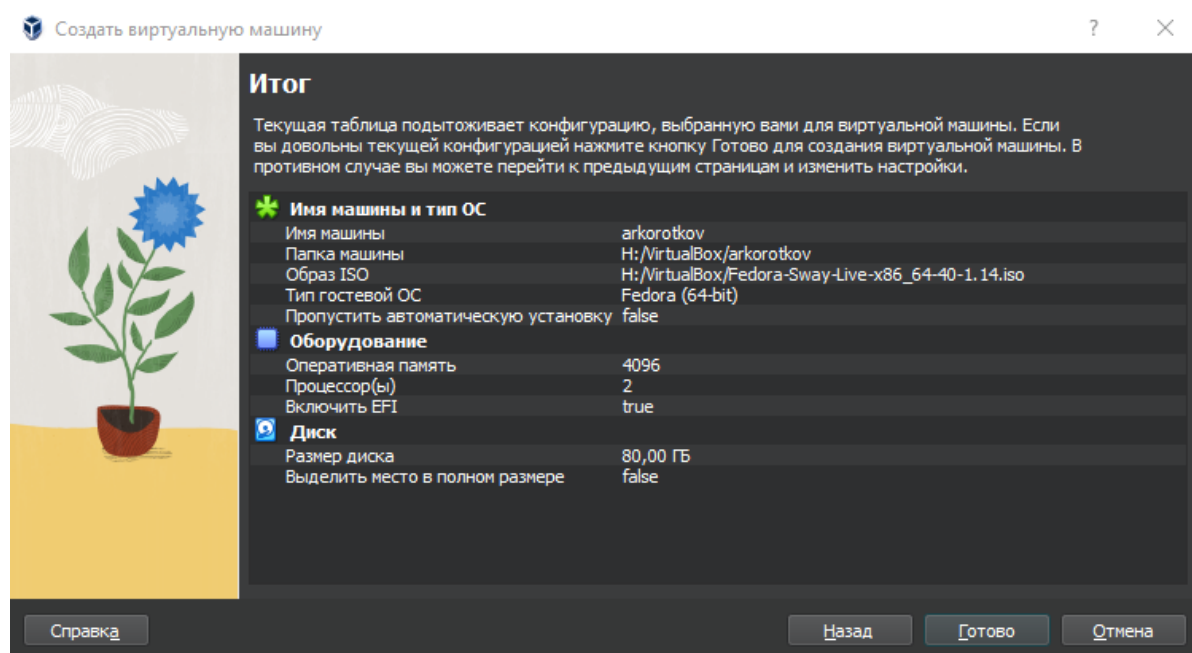 Создать виртуальную машину
?
Итог
Текущая таблица подытоживает конфигурацию, выбранную вами для виртуальной машины. Если
вы довольны текущей конфигурацией нажмите кнопку Готово для создания виртуальной машины. В
противном случае вы можете перейти к предыдущим страницам и изменить настройки.
Имя машины и тип ОС
Имя машины arkorotkov
Папка машины H:/VirtualBox/arkorotkov
Образ ISO H:/VirtualBox/Fedora-Sway-Live-x86_64-40-1.14.iso
Тип гостевой ОС Fedora (64-bit)
Пропустить автоматическую установку false
Оборудование
Оперативная память 4096
Процессор(ы) 2
Включить EFI true
Диск
Размер диска 80,00 ГБ
Выделить место в полном размере false
Справка Назад Готово Отмена